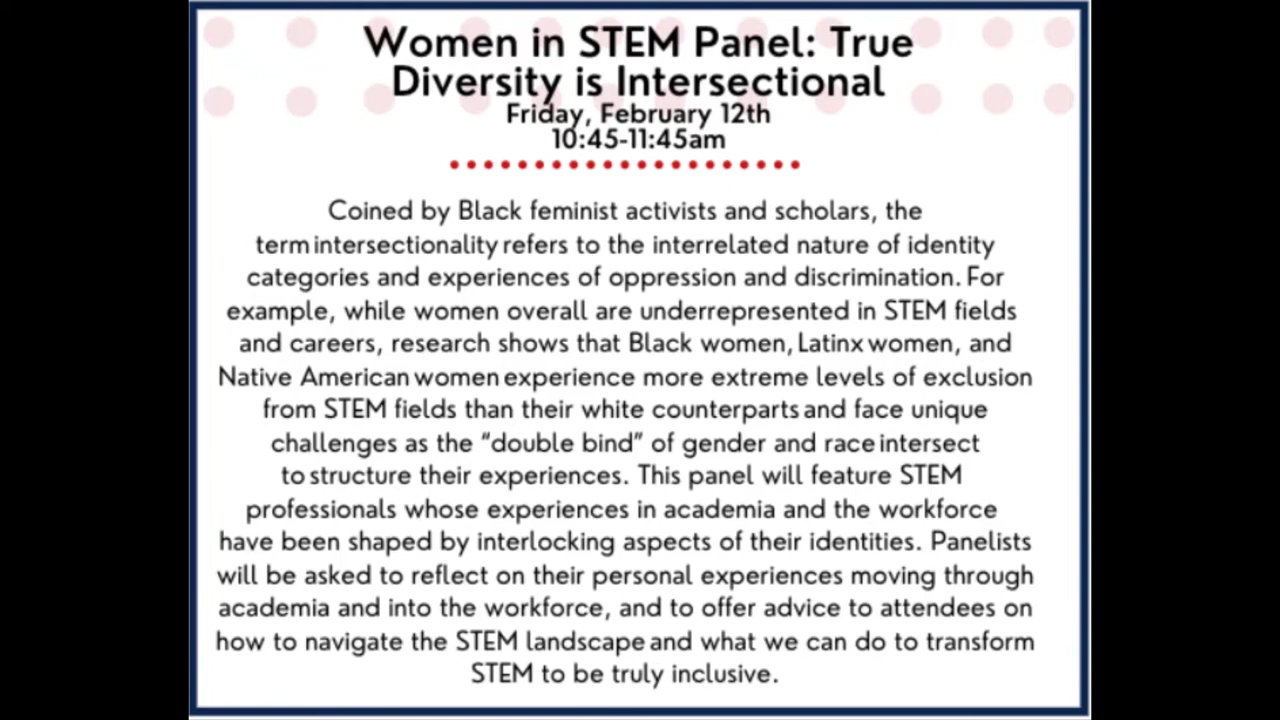 Women in STEM Panel: True
Diversity is Intersectional
Friday, February 12th
10:45-11:45am
Coined by Black feminist activists and scholars, the
term intersectionality refers to the interrelated nature of identity
categories and experiences of oppression and discrimination. For
example, while women overall are underrepresented in STEM fields
and careers, research shows that Black women, Latinx women, and
Native American women experience more extreme levels of exclusion
from STEM fields than their white counterparts and face unique
challenges as the “double bind” of gender and race intersect
to structure their experiences. This panel will feature STEM
professionals whose experiences in academia and the workforce
have been shaped by interlocking aspects of their identities. Panelists
will be asked to reflect on their personal experiences moving through
academia and into the workforce, and to offer advice to attendees on
how to navigate the STEM landscape and what we can do to transform
STEM to be truly inclusive.